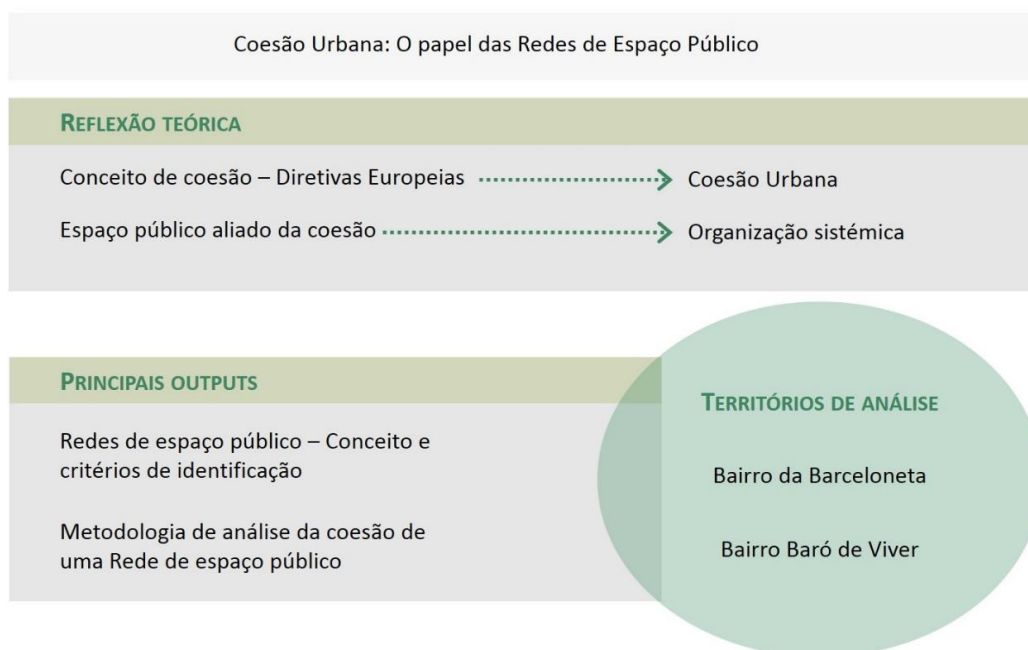 Coesão Urbana: O papel das Redes de Espaço Público
REFLEXÃO TEÓRICA
Conceito de coesão – Diretivas Europeias
Coesão Urbana
Espaço público aliado da coesão
Organização sistémica
PRINCIPAIS OUTPUTS
Redes de espaço público – Conceito e
critérios de identificação
Metodologia de análise da coesão de
uma Rede de espaço público
TERRITÓRIOS DE ANÁLISE
Bairro da Barceloneta
Bairro Baró de Viver